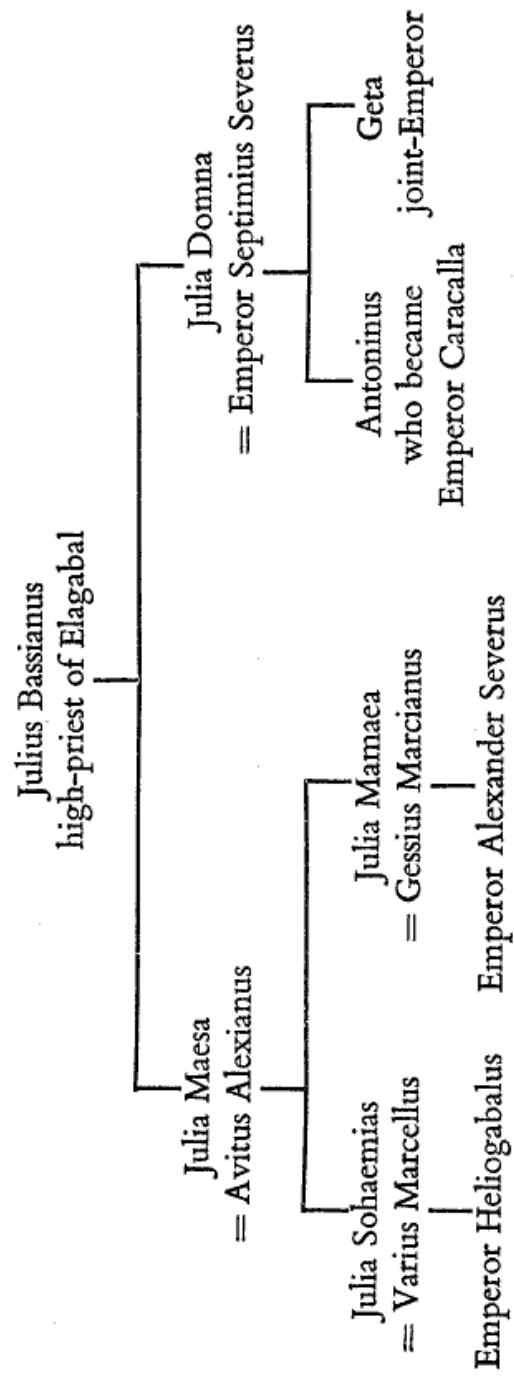 Julius Bassianus
high-priest of Elagabal
Julia Maesa
= Avitus Alexianus
Julia Domna
= Emperor Septimius Severus
Julia Sohaemias
= Varius Marcellus
Julia Mamaea
= Gessius Marcianus
Antoninus
who became
Emperor Caracalla
Geta
joint-Emperor
Emperor Heliogabalus
Emperor Alexander Severus